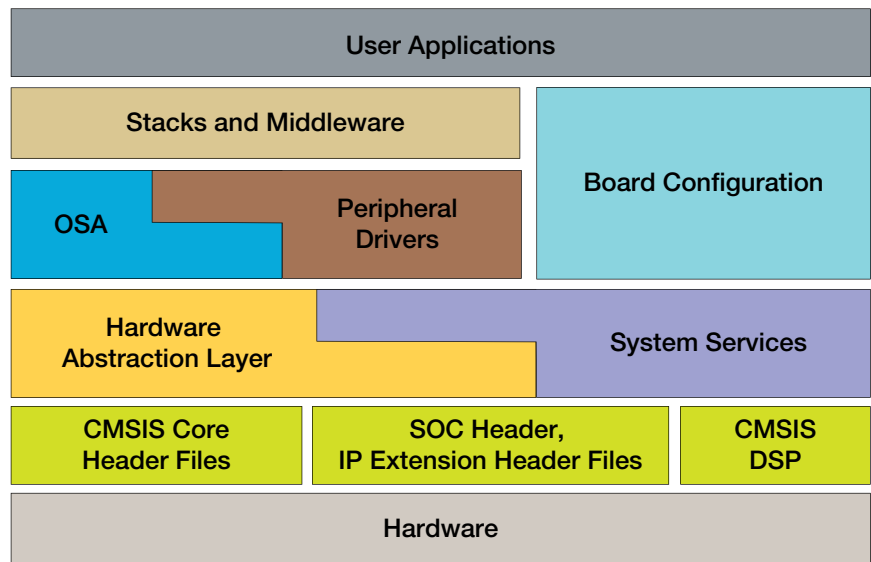 User Applications
Stacks and Middleware
Board Configuration
OSA
Peripheral
Drivers
Hardware
Abstraction Layer
System Services
CMSIS Core
Header Files
SOC Header,
IP Extension Header Files
CMSIS
DSP
Hardware